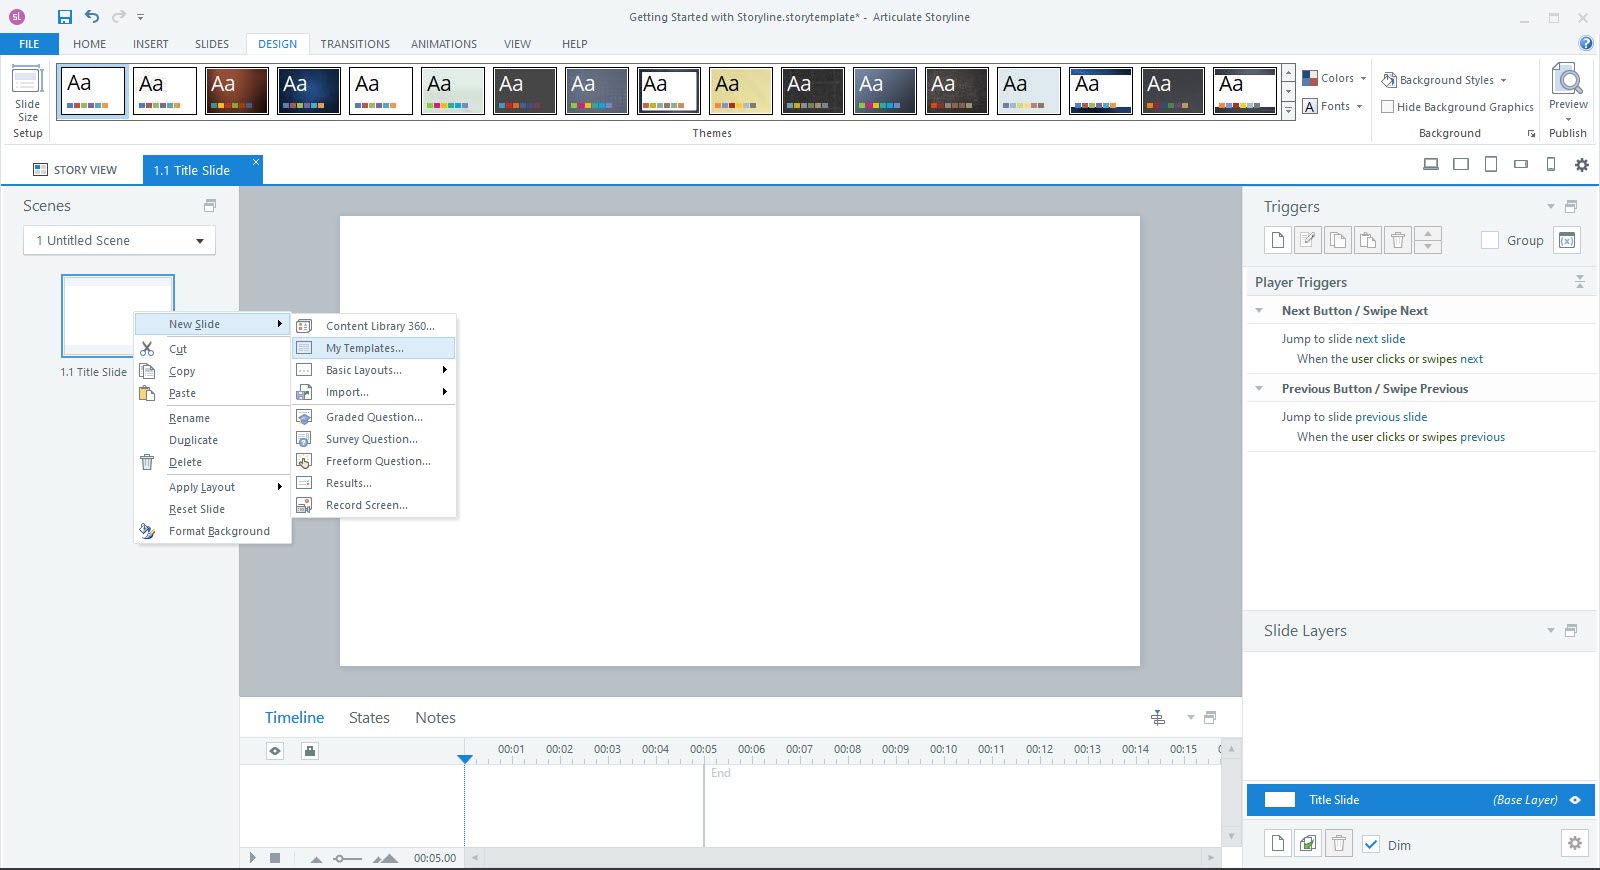 sl
Getting Started with Storyline.storytemplate* - Articulate Storyline
FILE HOME INSERT SLIDES DESIGN TRANSITIONS ANIMATIONS VIEW HELP
Slide
Size
Setup
Aa Aa Aa Aa Aa Aa Aa Aa Aa Aa Aa Aa Aa Aa Aa Aa Aa
Themes
Colors
A Fonts
Background Styles
Hide Background Graphics
Background
Preview
Publish
STORY VIEW
1.1 Title Slide
Scenes
1 Untitled Scene
1.1 Title Slide
New Slide
Cut
Copy
Paste
Rename
Duplicate
Delete
Apply Layout
Reset Slide
Format Background
Content Library 360...
My Templates...
Basic Layouts...
Import...
Graded Question...
Survey Question...
Freeform Question...
Results...
Record Screen...
Triggers
Group (x)
Player Triggers
Next Button / Swipe Next
Jump to slide next slide
When the user clicks or swipes next
Previous Button / Swipe Previous
Jump to slide previous slide
When the user clicks or swipes previous
Slide Layers
Title Slide (Base Layer)
Dim
Timeline States Notes
00:01 00:02 00:03 00:04 00:05 00:06 00:07 00:08 00:09 00:10 00:11 00:12 00:13 00:14 00:15
End
00:05.00